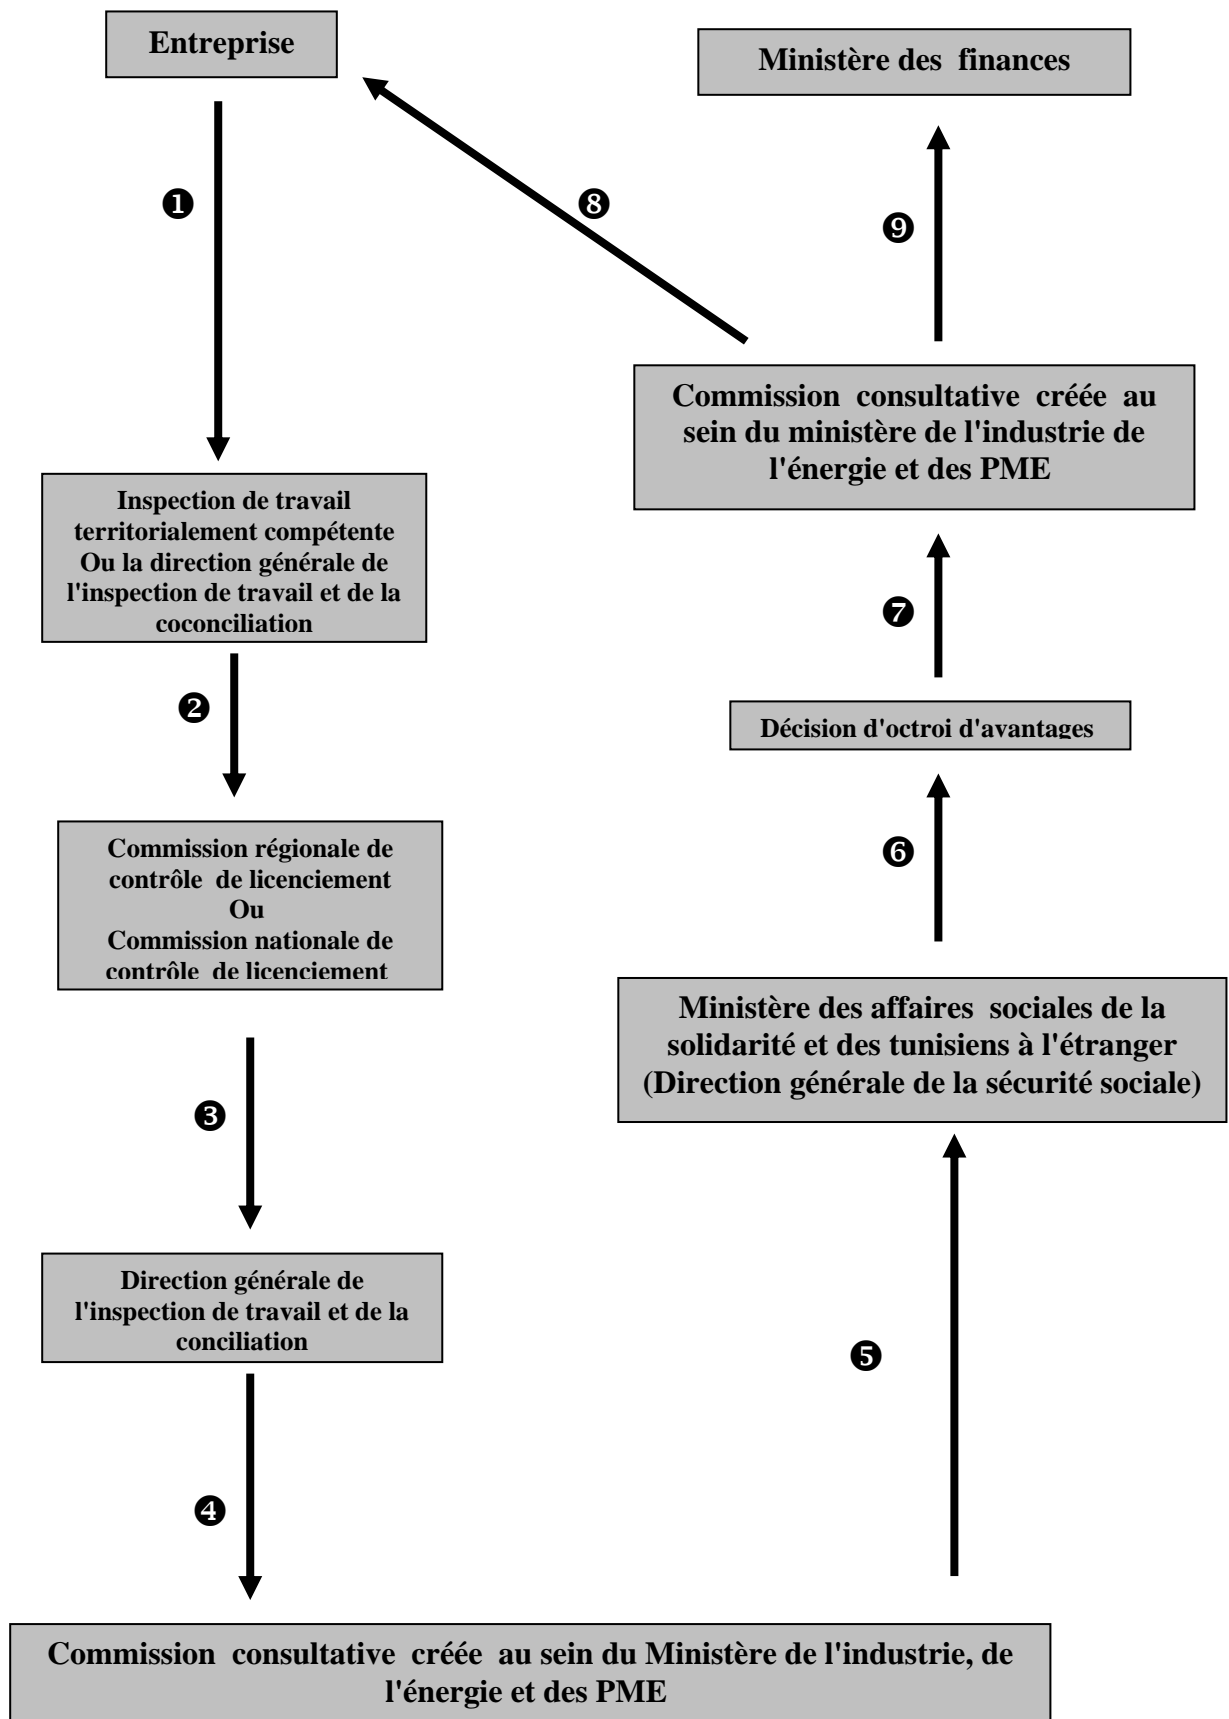 Entreprise
❶
Inspection de travail
territorialement compétente
Ou la direction générale de
l'inspection de travail et de la
coconciliation
❷
Commission régionale de
contrôle de licenciement
Ou
Commission nationale de
contrôle de licenciement
❸
Direction générale de
l'inspection de travail et de la
conciliation
❹
Commission consultative créée au sein du Ministère de l'industrie, de
l'énergie et des PME
❺
Ministère des affaires sociales de la
solidarité et des tunisiens à l'étranger
(Direction générale de la sécurité sociale)
❻
Décision d'octroi d'avantages
❼
Commission consultative créée au
sein du ministère de l'industrie de
l'énergie et des PME
❽
❾
Ministère des finances